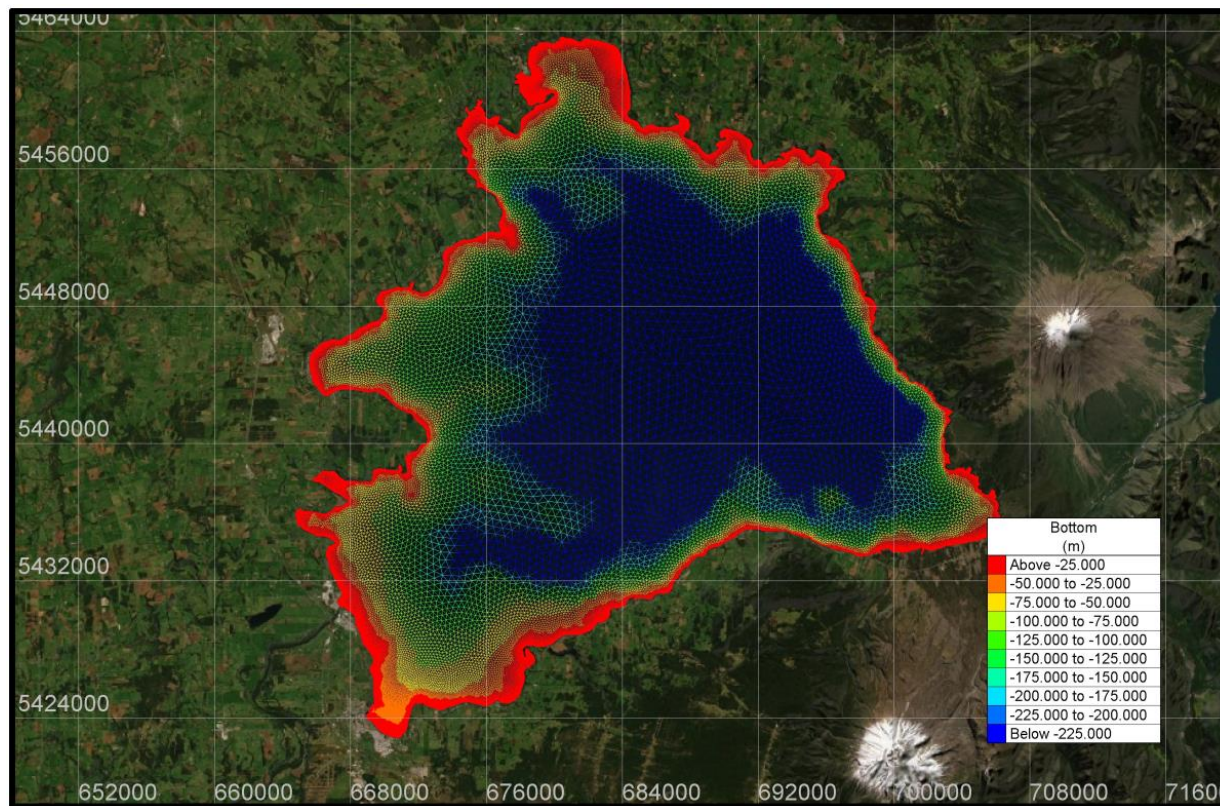 5464000
5456000
5448000
5440000
5432000
5424000
Bottom
(m)
Above -25.000
-50.000 to -25.000
-75.000 to -50.000
-100.000 to -75.000
-125.000 to -100.000
-150.000 to -125.000
-175.000 to -150.000
-200.000 to -175.000
-225.000 to -200.000
Below -225.000
652000 660000 668000 676000 684000 692000 700000 708000 7160